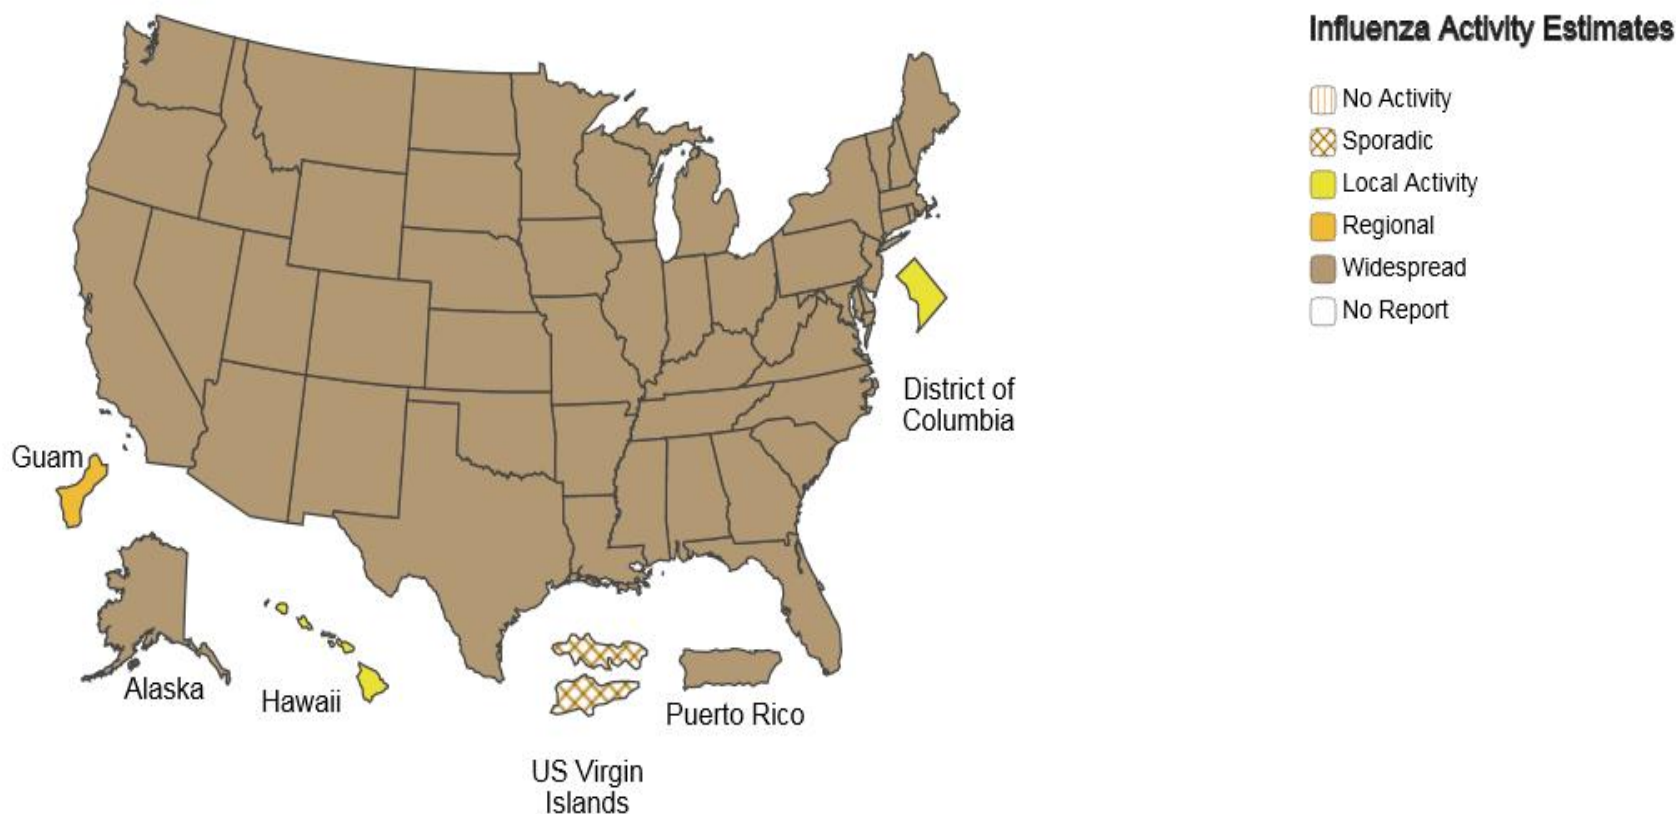 Influenza Activity Estimates
No Activity
Sporadic
Local Activity
Regional
Widespread
No Report
District of
Columbia
Guam
Alaska
Hawaii
Puerto Rico
US Virgin
Islands